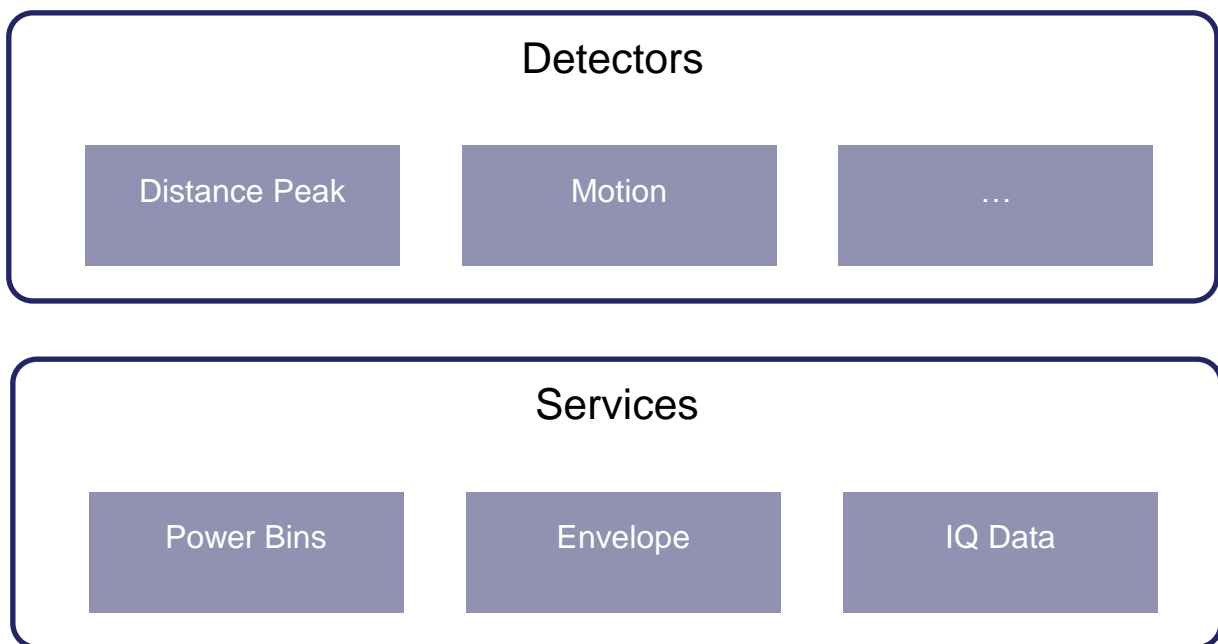 Detectors
Distance Peak
Motion
…
Services
Power Bins
Envelope
IQ Data